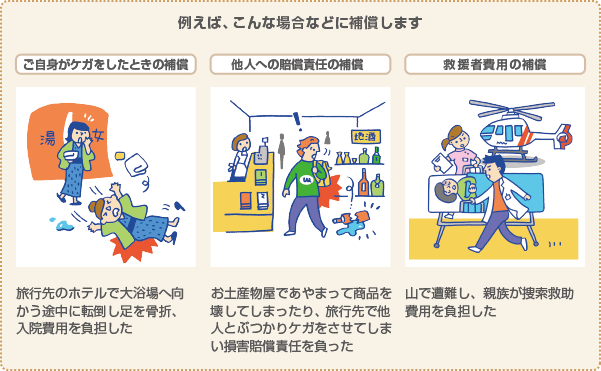 例えば、こんな場合などに補償します
ご自身がケガをしたときの補償
他人への賠償責任の補償
救援者費用の補償
湯
女
!
地酒
旅行先のホテルで大浴場へ向
かう途中に転倒し足を骨折、
入院費用を負担した
お土産物屋であやまって商品を
壊してしまったり、旅行先で他
人とぶつかりケガをさせてしま
い損害賠償責任を負った
山で遭難し、親族が捜索救助
費用を負担した